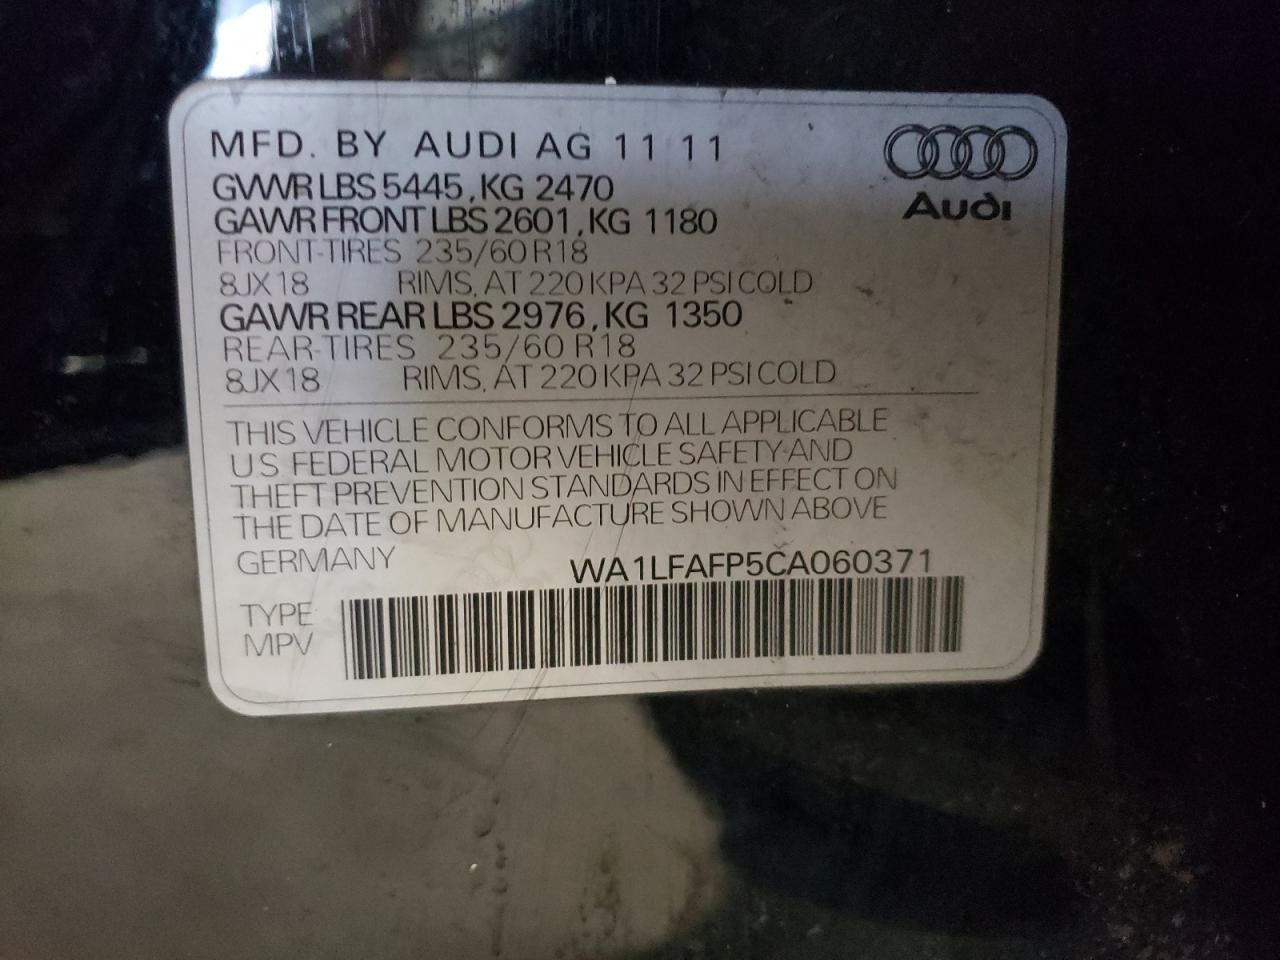 MFD. BY AUDI AG 11 11
Audi
GVWR LBS 5445, KG 2470
GAWR FRONT LBS 2601, KG 1180
FRONT-TIRES 235/60 R18
8JX18 RIMS, AT 220 KPA 32 PSI COLD
GAWR REAR LBS 2976, KG 1350
REAR-TIRES 235/60 R18
8JX18 RIMS, AT 220 KPA 32 PSI COLD
THIS VEHICLE CONFORMS TO ALL APPLICABLE
U.S FEDERAL MOTOR VEHICLE SAFETY AND
THEFT PREVENTION STANDARDS IN EFFECT ON
THE DATE OF MANUFACTURE SHOWN ABOVE
GERMANY WA1LFAFP5CA060371
TYPE
MPV